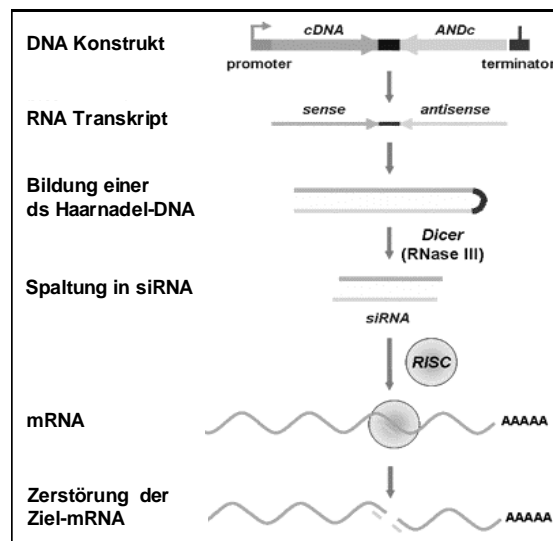 DNA Konstrukt
cDNA
ANDc
promoter
terminator
RNA Transkript
sense
antisense
Bildung einer
ds Haarnadel-DNA
Dicer
(RNase III)
Spaltung in siRNA
siRNA
RISC
mRNA
AAAAA
Zerstörung der
Ziel-mRNA
AAAAA